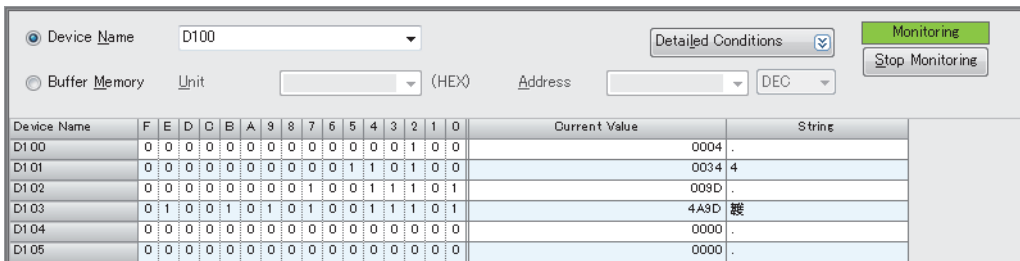 Device Name D100 Detailed Conditions Monitoring
Stop Monitoring
Buffer Memory Unit (HEX) Address DEC
Device Name F E D C B A 9 8 7 6 5 4 3 2 1 0 Current Value String
D100 0 0 0 0 0 0 0 0 0 0 0 0 0 1 0 0 0004 .
D101 0 0 0 0 0 0 0 0 0 0 1 1 0 1 0 0 0034 4
D102 0 0 0 0 0 0 0 0 1 0 0 1 1 1 0 1 009D .
D103 0 1 0 0 1 0 1 0 1 0 0 1 1 1 0 1 4A9D
D104 0 0 0 0 0 0 0 0 0 0 0 0 0 0 0 0 0000 .
D105 0 0 0 0 0 0 0 0 0 0 0 0 0 0 0 0 0000 .